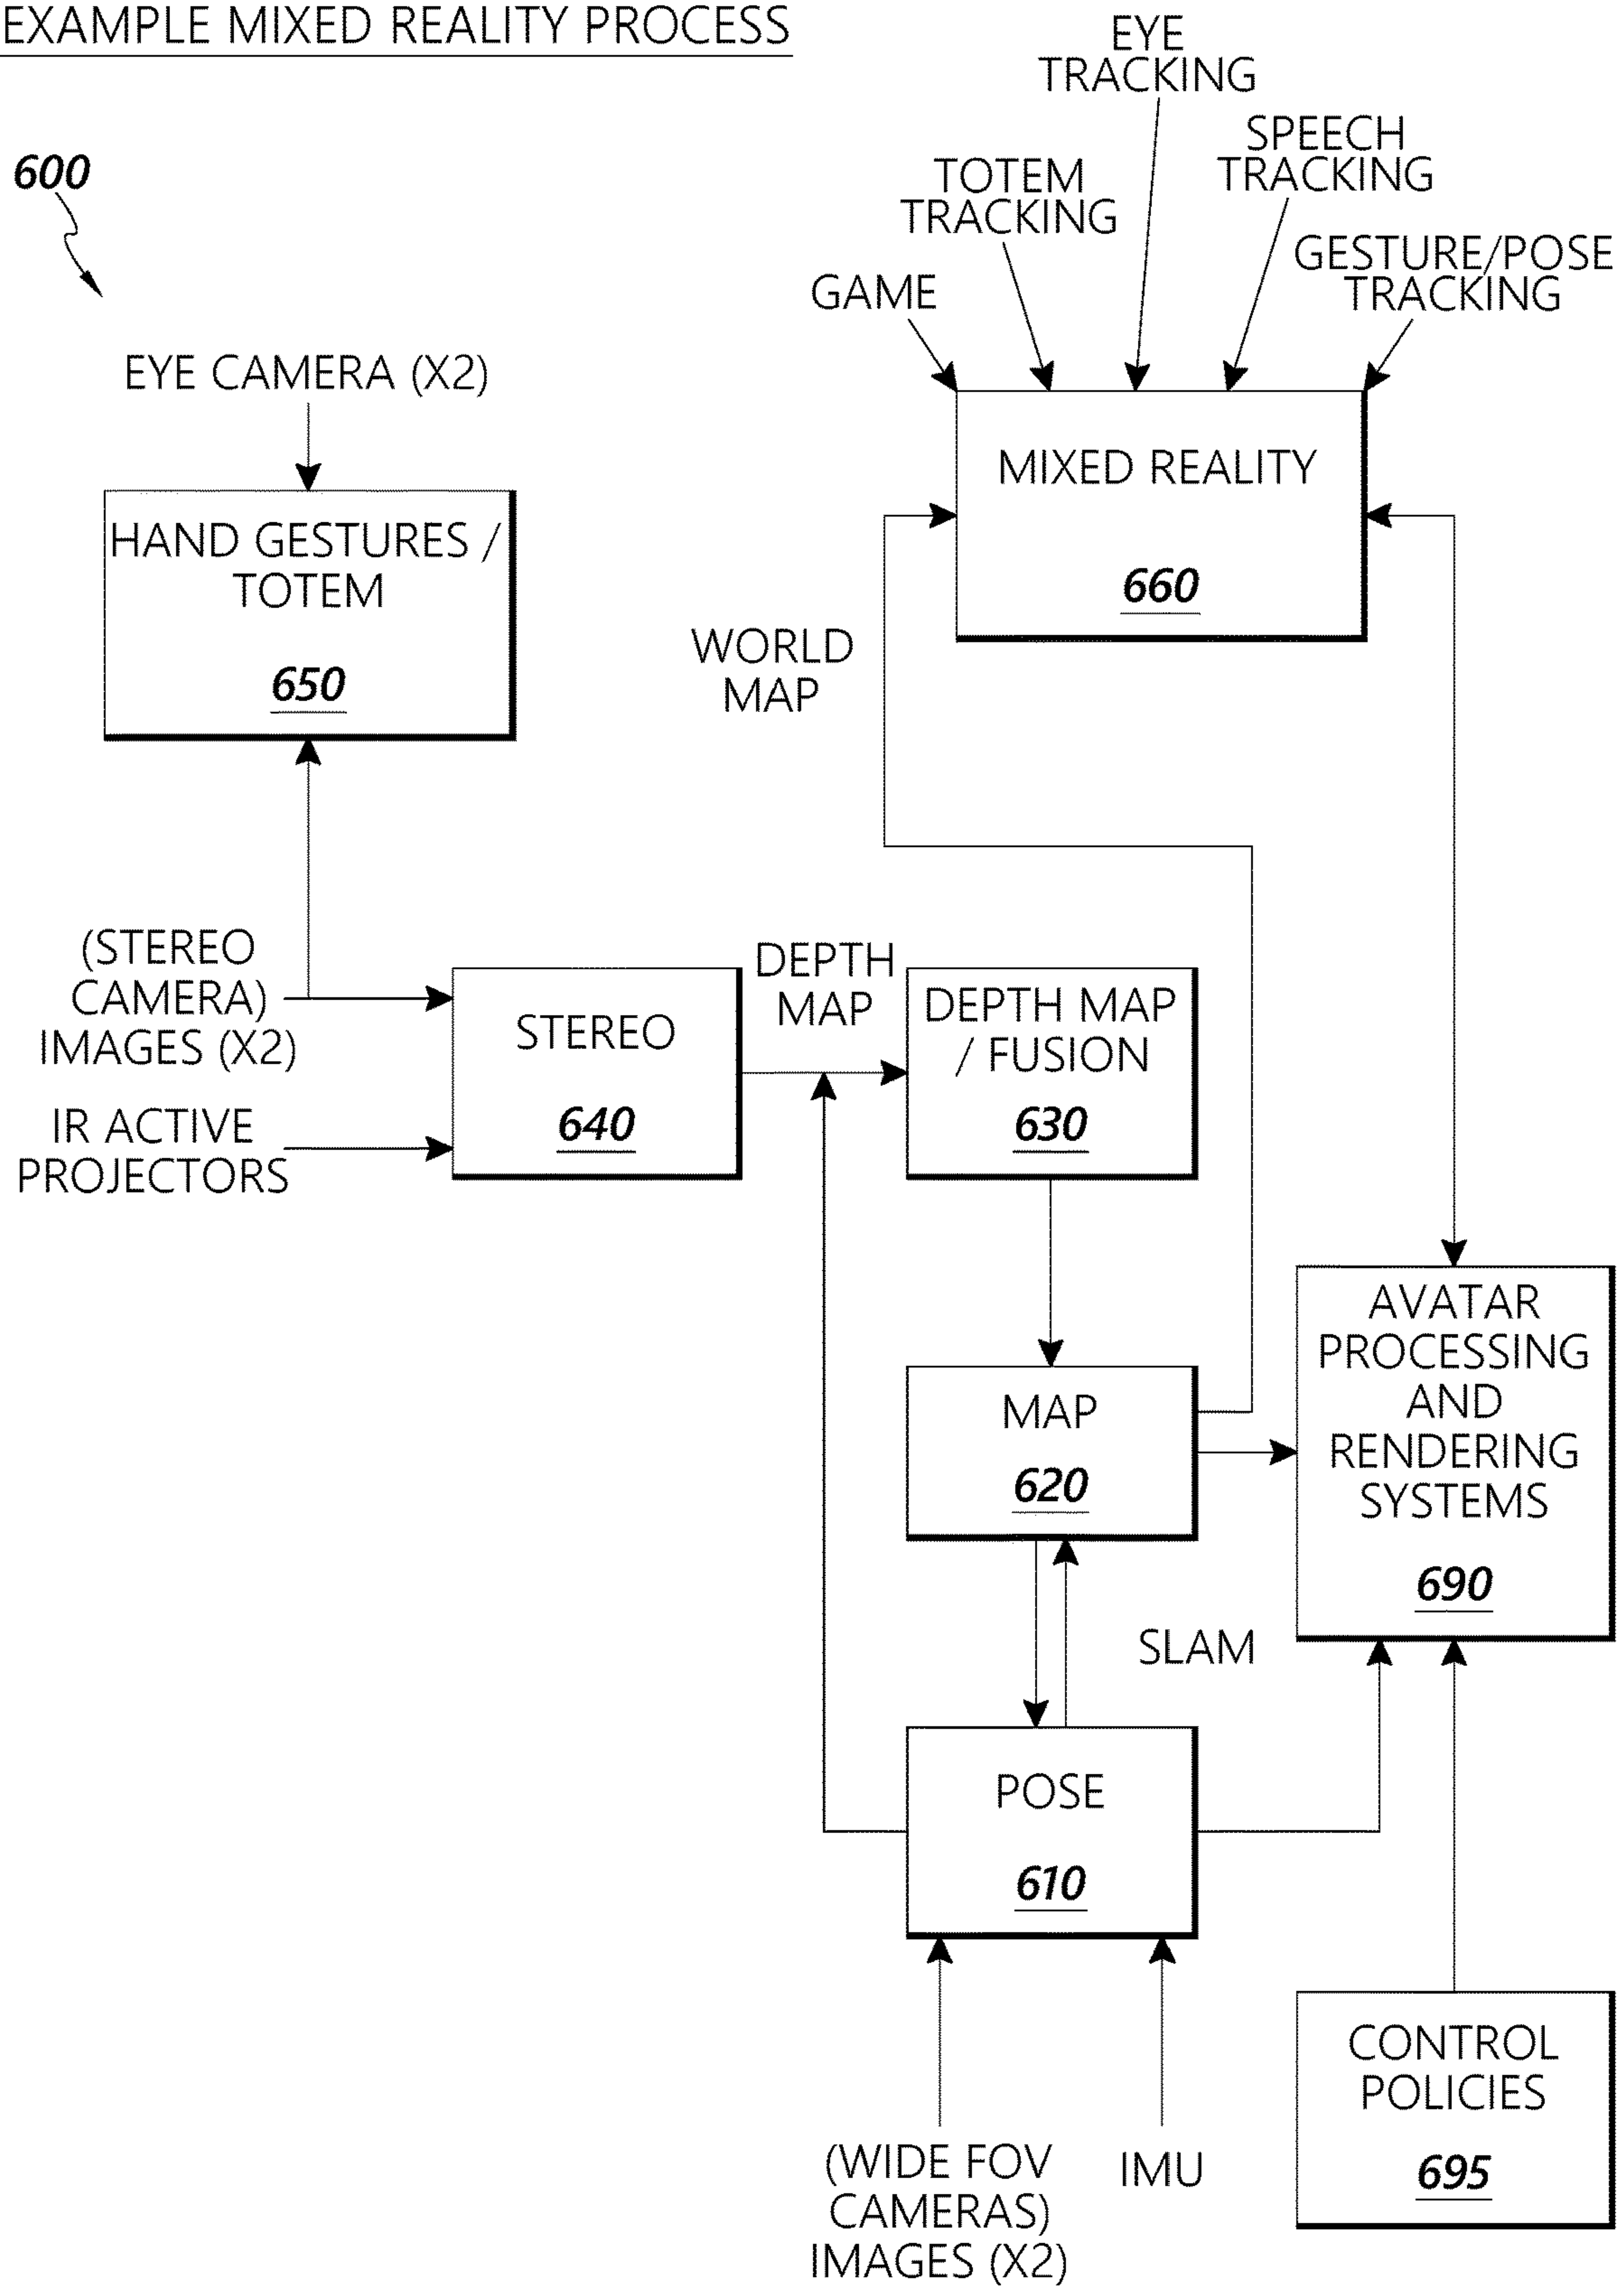 EXAMPLE MIXED REALITY PROCESS
600
EYE
TRACKING
SPEECH
TRACKING
TOTEM
TRACKING
GESTURE/POSE
TRACKING
GAME
EYE CAMERA (X2)
MIXED REALITY
660
HAND GESTURES /
TOTEM
650
WORLD
MAP
(STEREO
CAMERA)
IMAGES (X2)
IR ACTIVE
PROJECTORS
STEREO
640
DEPTH
MAP
DEPTH MAP
/ FUSION
630
MAP
620
AVATAR
PROCESSING
AND
RENDERING
SYSTEMS
690
SLAM
POSE
610
CONTROL
POLICIES
695
(WIDE FOV
CAMERAS)
IMAGES (X2)
IMU